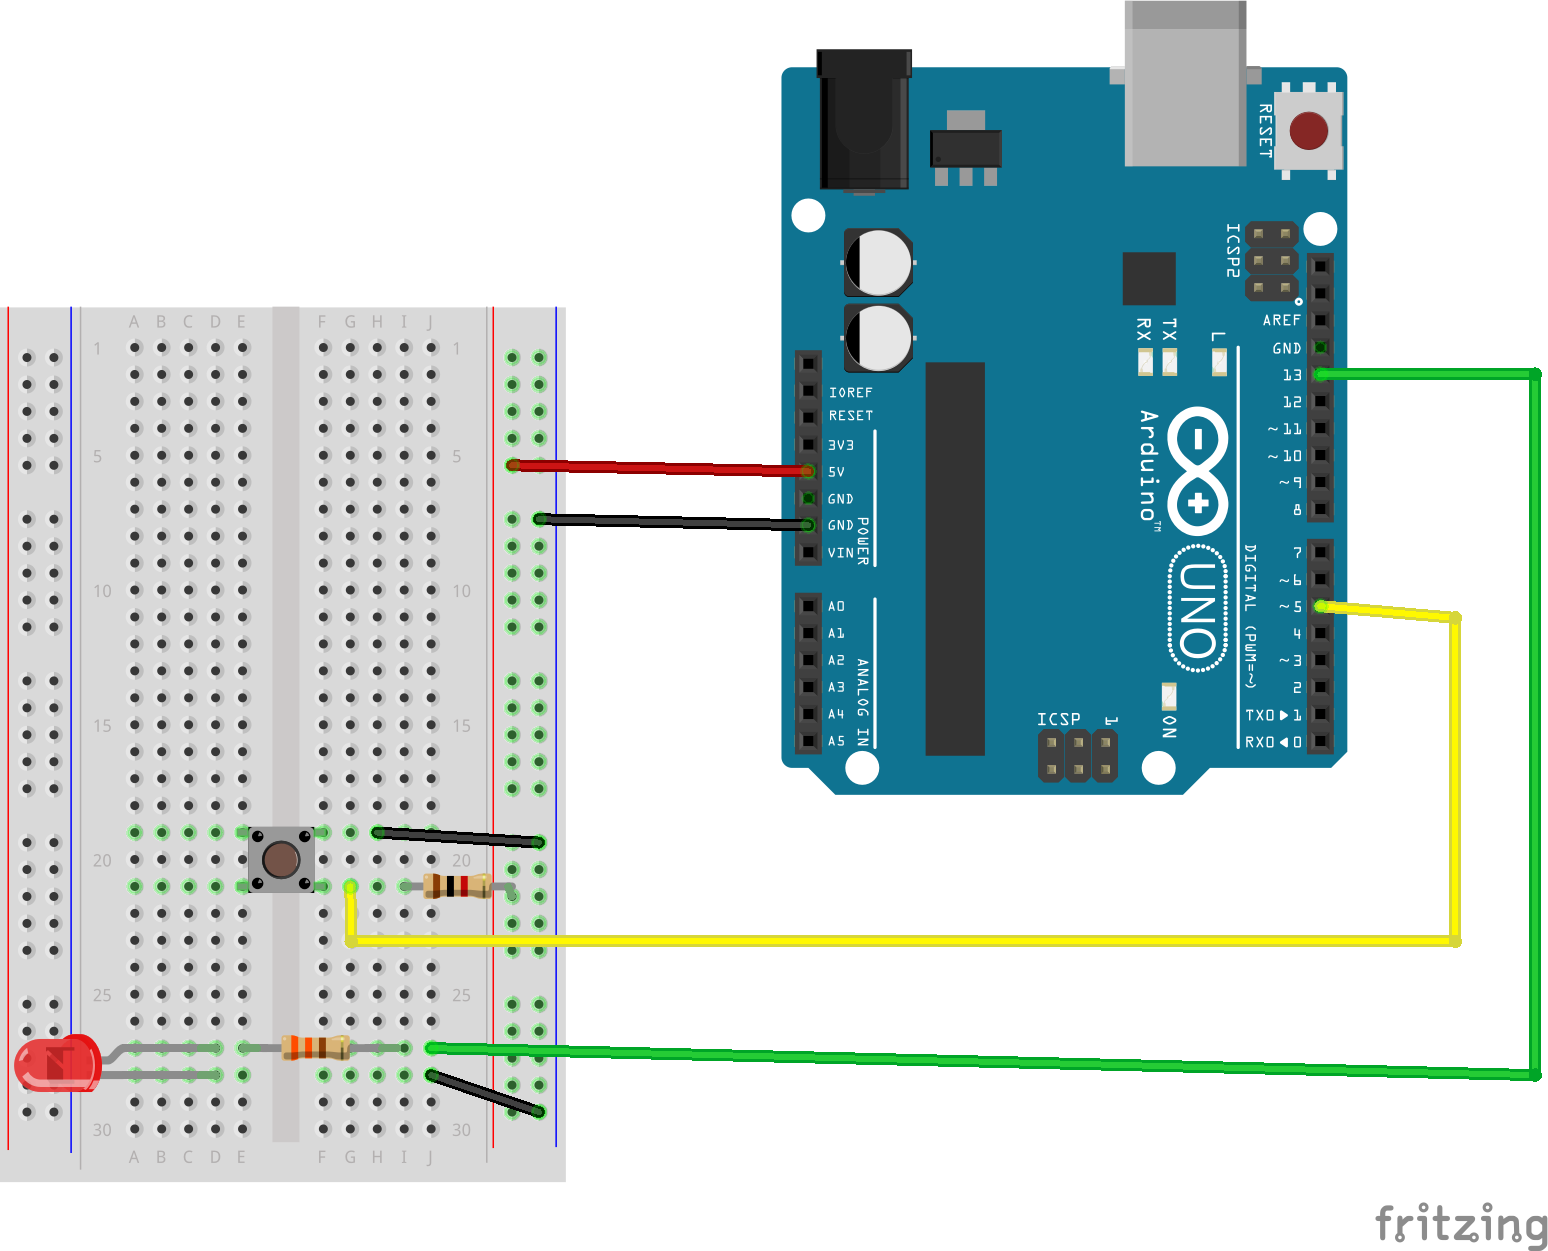 RESET
ICSP2
AREF
GND
13
12
~11
~10
~9
8
7
~6
~5
4
~3
2
TX0▶1
RX0◀0
RX
TX
L
IOREF
RESET
3V3
5V
GND
GND
VIN
POWER
A0
A1
A2
A3
A4
A5
ANALOG IN
Arduino™
UNO
DIGITAL (PWM=~)
ICSP
1
ON
A B C D E F G H I J
1 1
5 5
10 10
15 15
20 20
25 25
30 30
A B C D E F G H I J
fritzing